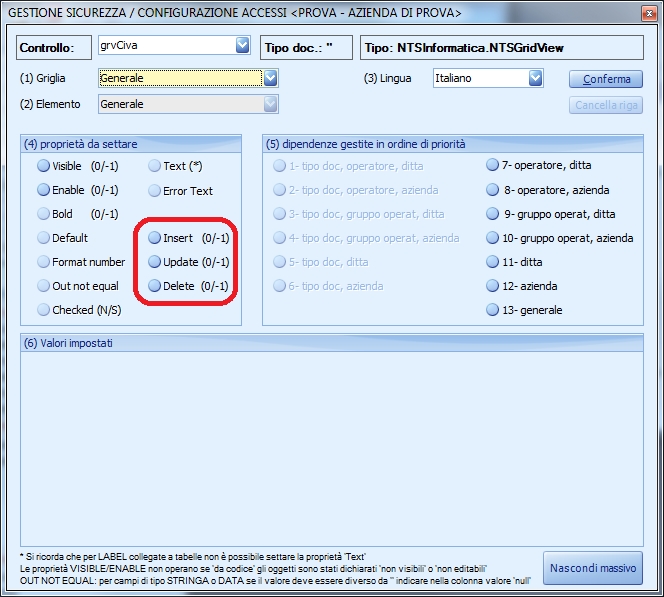 GESTIONE SICUREZZA / CONFIGURAZIONE ACCESSI <PROVA - AZIENDA DI PROVA>
Controllo: grvCiva Tipo doc.: '' Tipo: NTSInformatica.NTSGridView
(1) Griglia Generale (3) Lingua Italiano Conferma
(2) Elemento Generale Cancella riga
(4) proprietà da settare
Visible (0/-1) Text (*)
Enable (0/-1) Error Text
Bold (0/-1)
Default Insert (0/-1)
Format number Update (0/-1)
Out not equal Delete (0/-1)
Checked (N/S)
(5) dipendenze gestite in ordine di priorità
1- tipo doc, operatore, ditta 7- operatore, ditta
2- tipo doc, operatore, azienda 8- operatore, azienda
3- tipo doc, gruppo operat, ditta 9- gruppo operat, ditta
4- tipo doc, gruppo operat, azienda 10- gruppo operat, azienda
5- tipo doc, ditta 11- ditta
6- tipo doc, azienda 12- azienda
13- generale
(6) Valori impostati
* Si ricorda che per LABEL collegate a tabelle non è possibile settare la proprietà 'Text'
Le proprietà VISIBLE/ENABLE non operano se 'da codice' gli oggetti sono stati dichiarati 'non visibili' o 'non editabili'
OUT NOT EQUAL: per campi di tipo STRINGA o DATA se il valore deve essere diverso da '' indicare nella colonna valore 'null'
Nascondi massivo